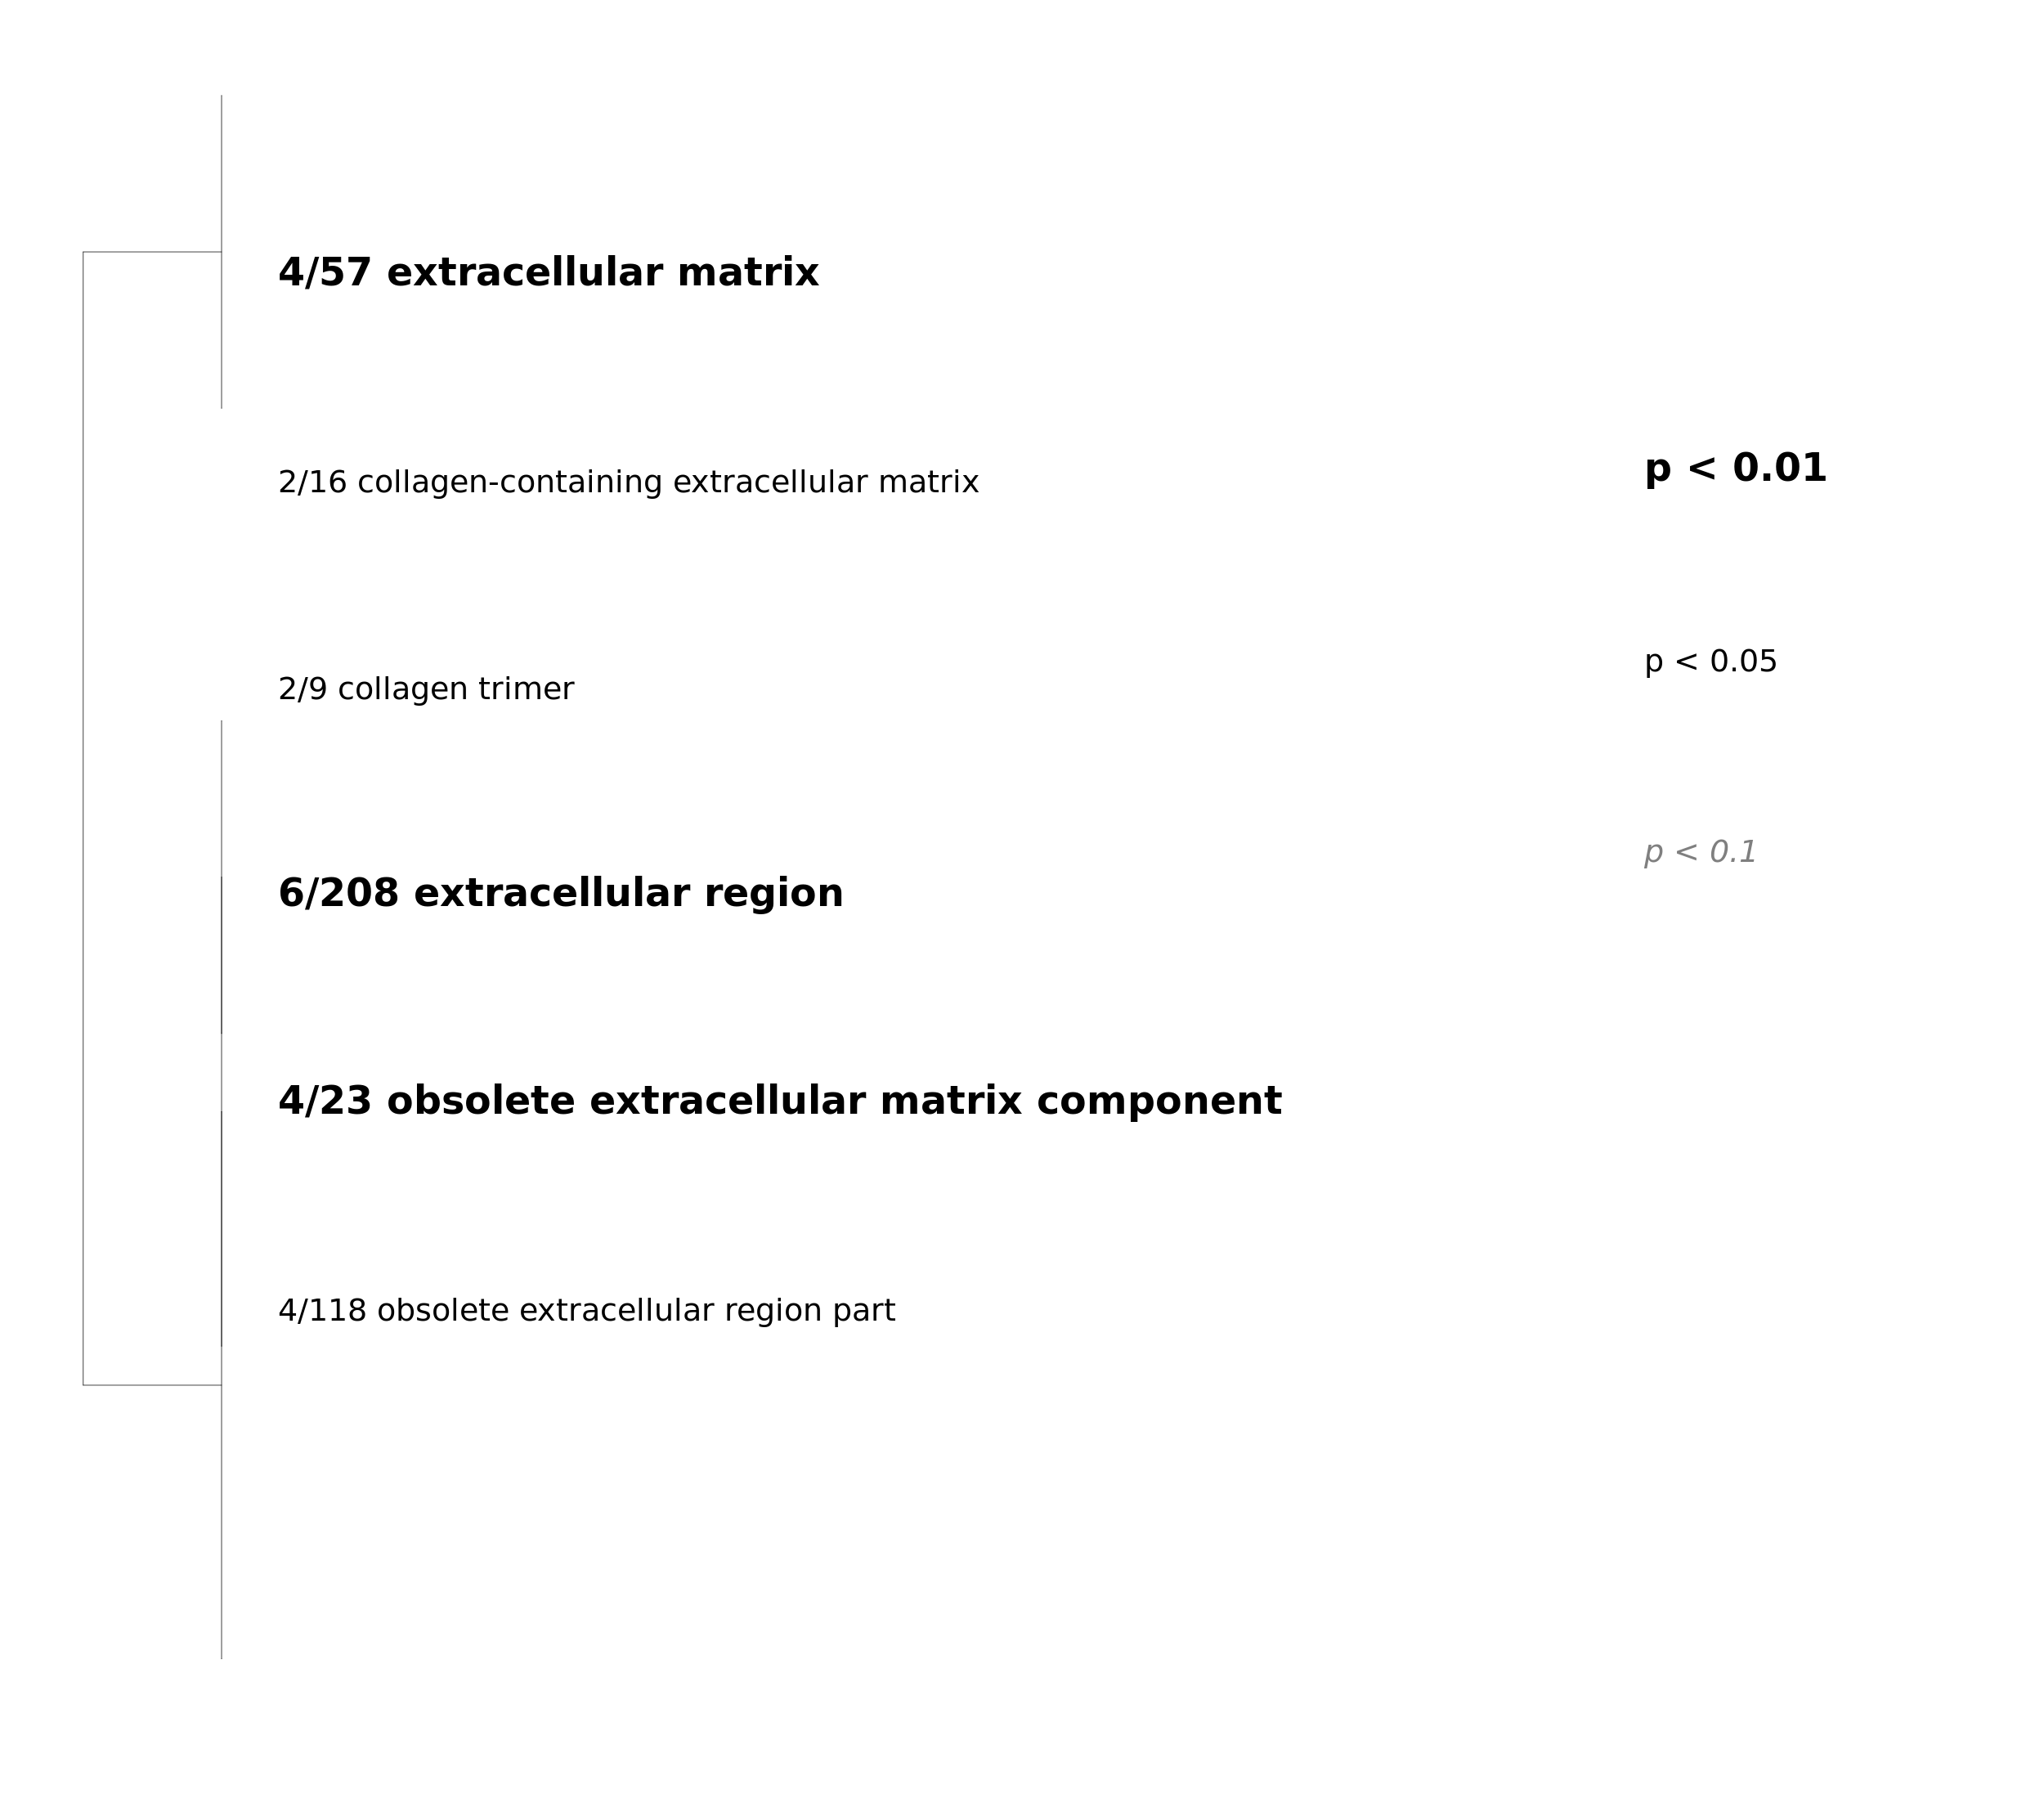 4/57 extracellular matrix
2/16 collagen-containing extracellular matrix
p < 0.01
2/9 collagen trimer
p < 0.05
6/208 extracellular region
p < 0.1
4/23 obsolete extracellular matrix component
4/118 obsolete extracellular region part